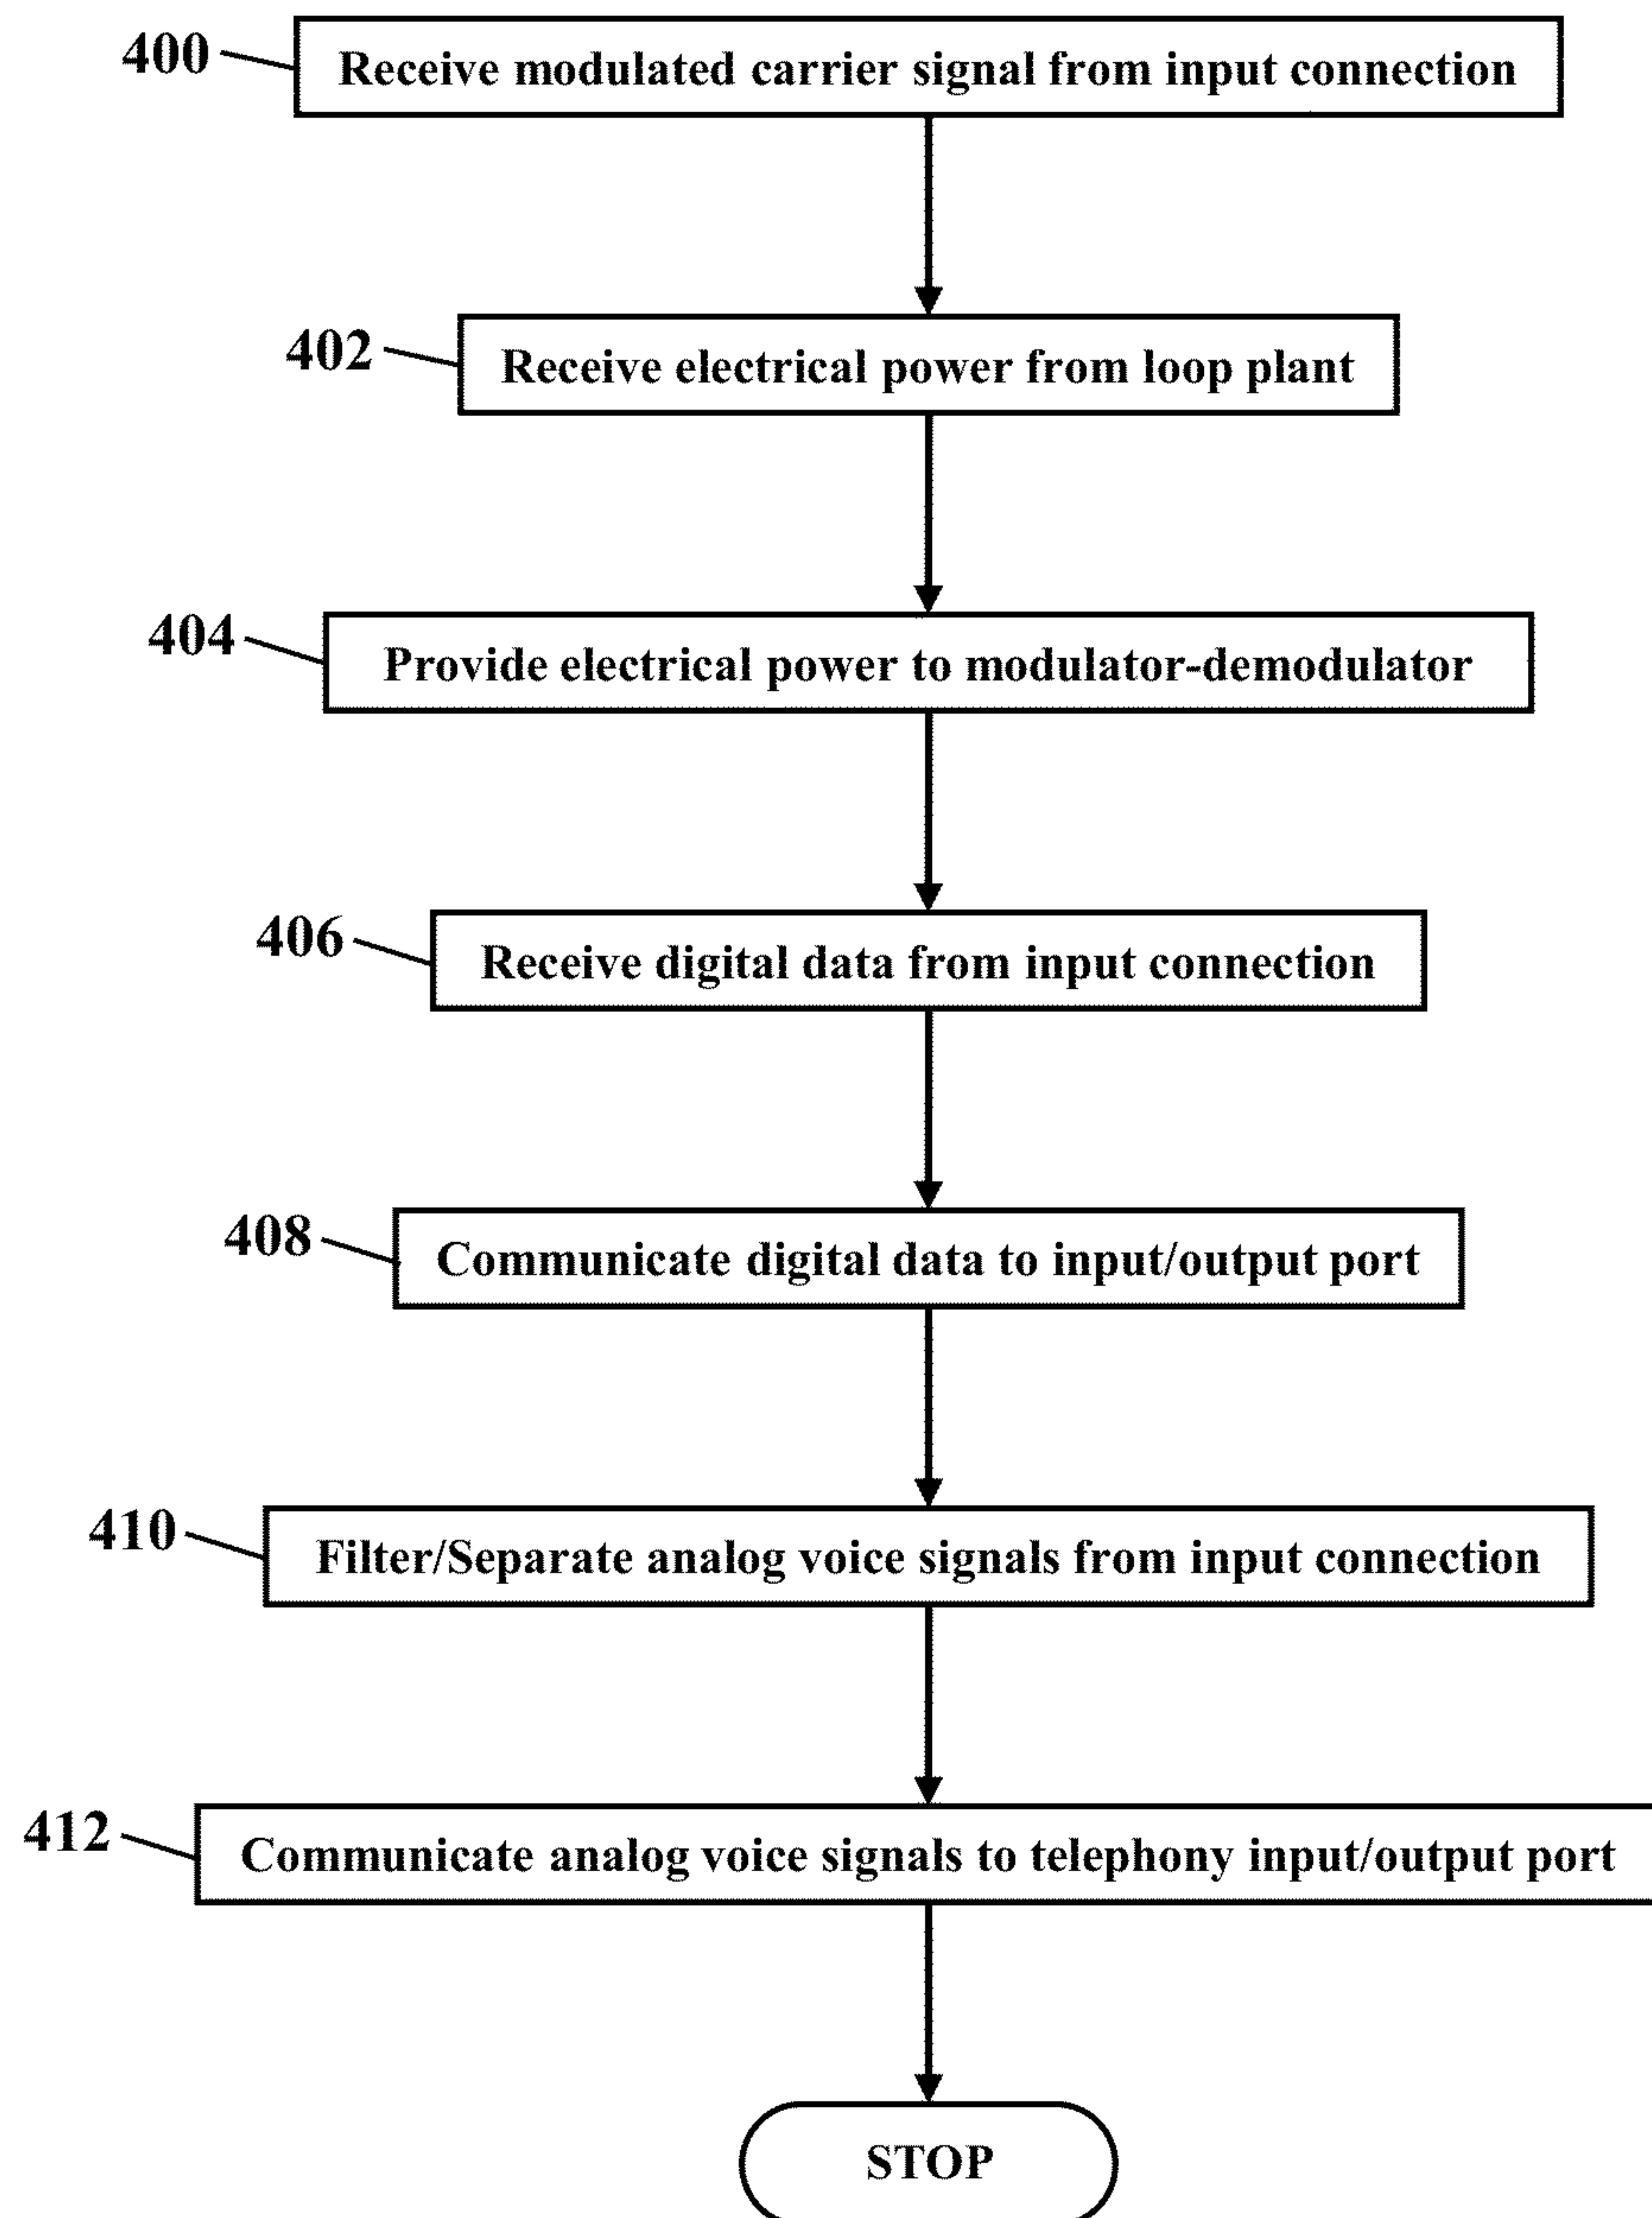 400
Receive modulated carrier signal from input connection
402
Receive electrical power from loop plant
404
Provide electrical power to modulator-demodulator
406
Receive digital data from input connection
408
Communicate digital data to input/output port
410
Filter/Separate analog voice signals from input connection
412
Communicate analog voice signals to telephony input/output port
STOP